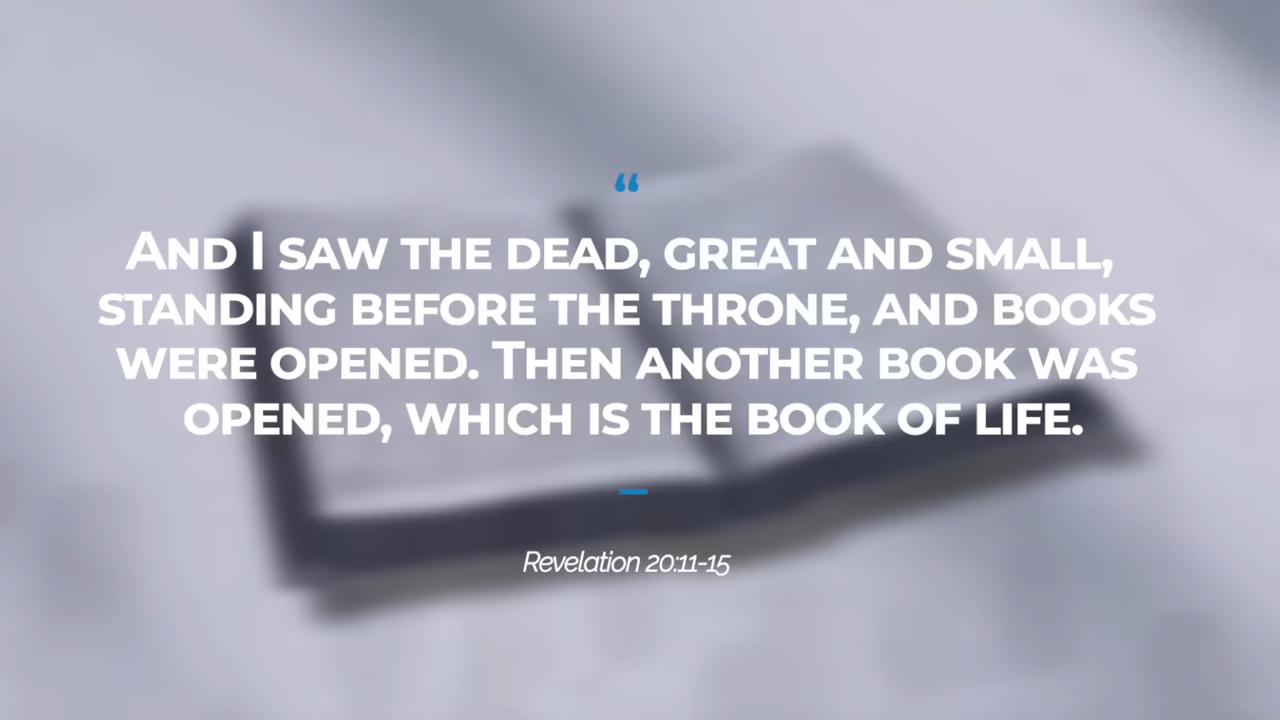 “
And I saw the dead, great and small,
standing before the throne, and books
were opened. Then another book was
opened, which is the book of life.
Revelation 20:11-15